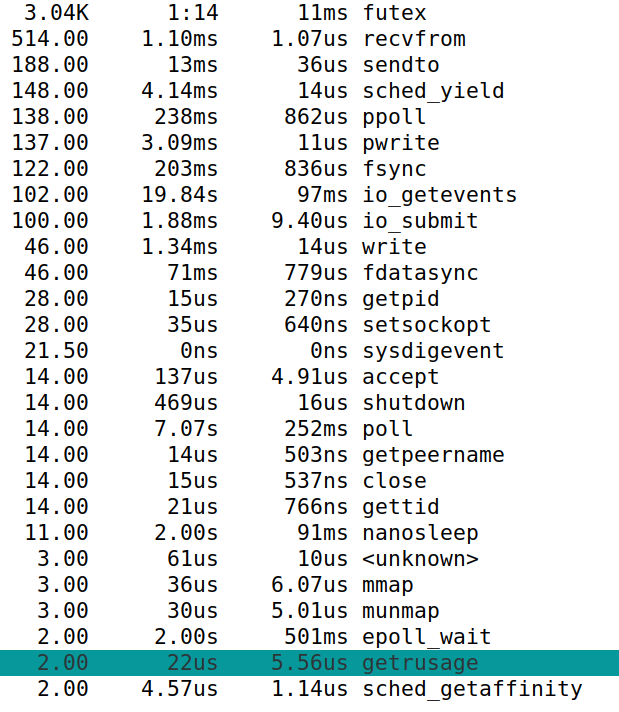 3.04K 1:14 11ms futex
514.00 1.10ms 1.07us recvfrom
188.00 13ms 36us sendto
148.00 4.14ms 14us sched_yield
138.00 238ms 862us ppoll
137.00 3.09ms 11us pwrite
122.00 203ms 836us fsync
102.00 19.84s 97ms io_getevents
100.00 1.88ms 9.40us io_submit
46.00 1.34ms 14us write
46.00 71ms 779us fdatasync
28.00 15us 270ns getpid
28.00 35us 640ns setsockopt
21.50 0ns 0ns sysdigevent
14.00 137us 4.91us accept
14.00 469us 16us shutdown
14.00 7.07s 252ms poll
14.00 14us 503ns getpeername
14.00 15us 537ns close
14.00 21us 766ns gettid
11.00 2.00s 91ms nanosleep
3.00 61us 10us <unknown>
3.00 36us 6.07us mmap
3.00 30us 5.01us munmap
2.00 2.00s 501ms epoll_wait
2.00 22us 5.56us getrusage
2.00 4.57us 1.14us sched_getaffinity